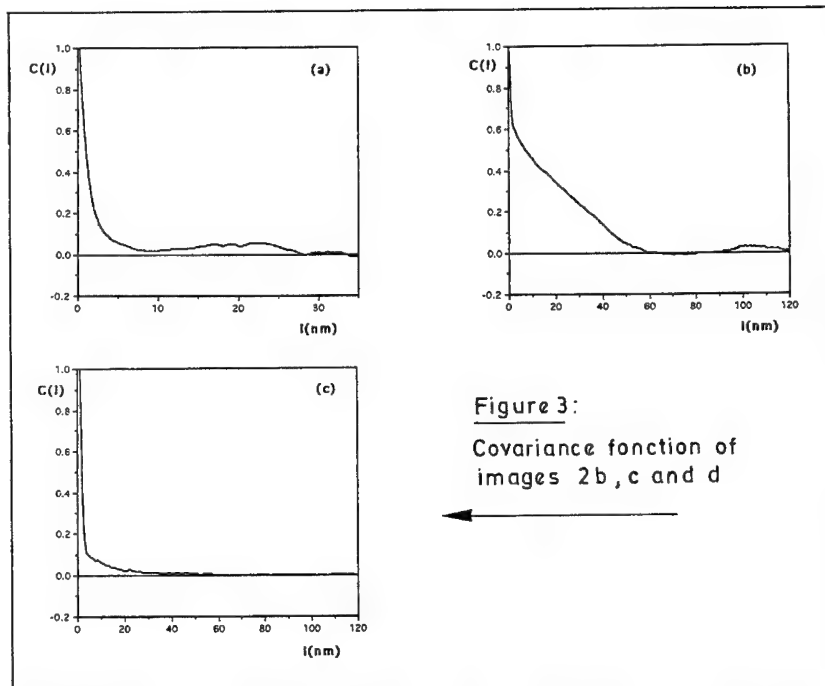 1.0
C(l)
(a)
0.8
0.6
0.4
0.2
0.0
-0.2
0 10 20 30
l(nm)
1.0
C(l)
(b)
0.8
0.6
0.4
0.2
0.0
-0.2
0 20 40 60 80 100 120
l(nm)
1.0
C(l)
(c)
0.8
0.6
0.4
0.2
0.0
-0.2
0 20 40 60 80 100 120
l(nm)
Figure 3:
Covariance fonction of
images 2b, c and d